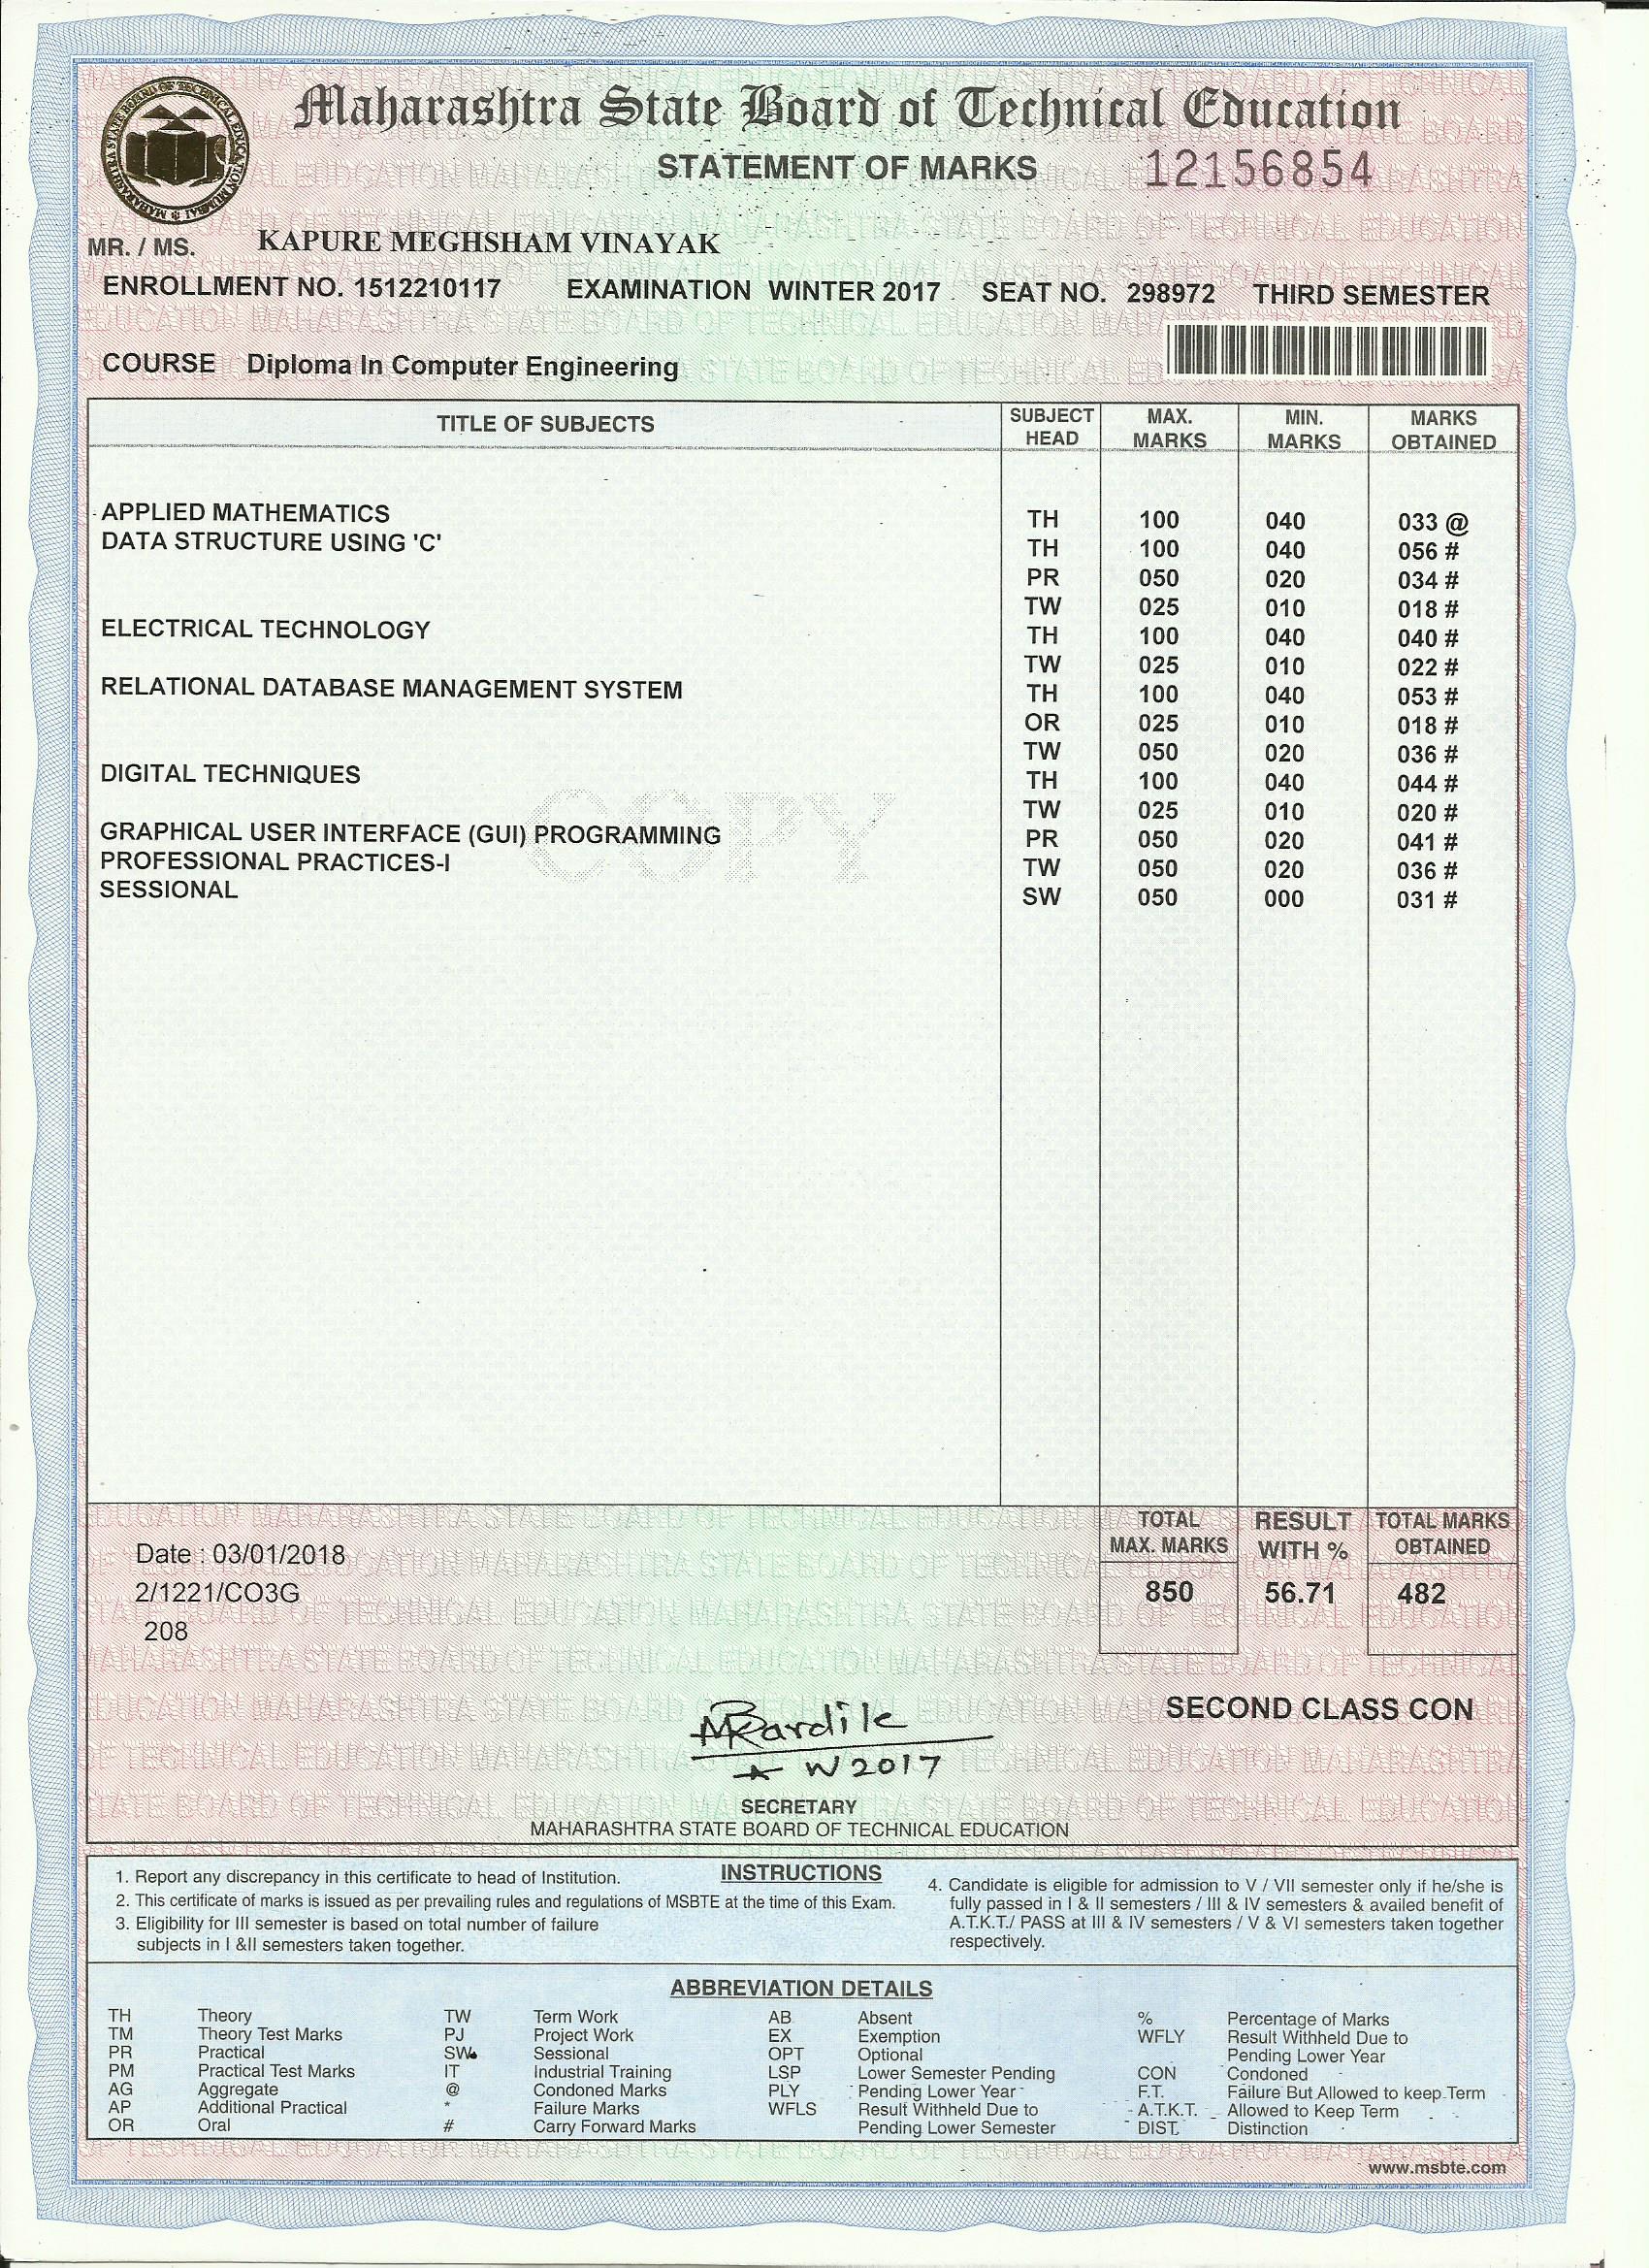 Maharashtra State Board of Technical Education
STATEMENT OF MARKS 12156854
MR. / MS. KAPURE MEGHSHAM VINAYAK
ENROLLMENT NO. 1512210117 EXAMINATION WINTER 2017 SEAT NO. 298972 THIRD SEMESTER
COURSE Diploma In Computer Engineering
TITLE OF SUBJECTS SUBJECT HEAD MAX. MARKS MIN. MARKS MARKS OBTAINED
APPLIED MATHEMATICS TH 100 040 033 @
DATA STRUCTURE USING 'C' TH 100 040 056 #
PR 050 020 034 #
TW 025 010 018 #
ELECTRICAL TECHNOLOGY TH 100 040 040 #
TW 025 010 022 #
RELATIONAL DATABASE MANAGEMENT SYSTEM TH 100 040 053 #
OR 025 010 018 #
TW 050 020 036 #
DIGITAL TECHNIQUES TH 100 040 044 #
TW 025 010 020 #
GRAPHICAL USER INTERFACE (GUI) PROGRAMMING PR 050 020 041 #
PROFESSIONAL PRACTICES-I TW 050 020 036 #
SESSIONAL SW 050 000 031 #
COPY
TOTAL MAX. MARKS RESULT WITH % TOTAL MARKS OBTAINED
Date : 03/01/2018
2/1221/CO3G 850 56.71 482
208
SECOND CLASS CON
W2017
SECRETARY
MAHARASHTRA STATE BOARD OF TECHNICAL EDUCATION
INSTRUCTIONS
1. Report any discrepancy in this certificate to head of Institution.
2. This certificate of marks is issued as per prevailing rules and regulations of MSBTE at the time of this Exam.
3. Eligibility for III semester is based on total number of failure
subjects in I &II semesters taken together.
4. Candidate is eligible for admission to V / VII semester only if he/she is
fully passed in I & II semesters / III & IV semesters & availed benefit of
A.T.K.T./ PASS at III & IV semesters / V & VI semesters taken together
respectively.
ABBREVIATION DETAILS
TH Theory TW Term Work AB Absent % Percentage of Marks
TM Theory Test Marks PJ Project Work EX Exemption WFLY Result Withheld Due to
PR Practical SW Sessional OPT Optional Pending Lower Year
PM Practical Test Marks IT Industrial Training LSP Lower Semester Pending CON Condoned
AG Aggregate @ Condoned Marks PLY Pending Lower Year F.T. Failure But Allowed to keep Term
AP Additional Practical * Failure Marks WFLS Result Withheld Due to A.T.K.T. Allowed to Keep Term
OR Oral # Carry Forward Marks Pending Lower Semester DIST. Distinction
www.msbte.com